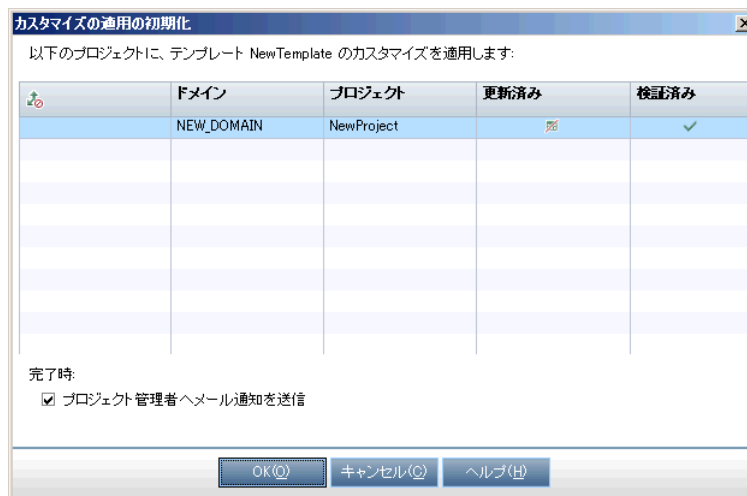 カスタマイズの適用の初期化
以下のプロジェクトに、テンプレート NewTemplate のカスタマイズを適用します:
ドメイン プロジェクト 更新済み 検証済み
NEW_DOMAIN NewProject
完了時:
プロジェクト管理者へメール通知を送信
OK(O) キャンセル(C) ヘルプ(H)